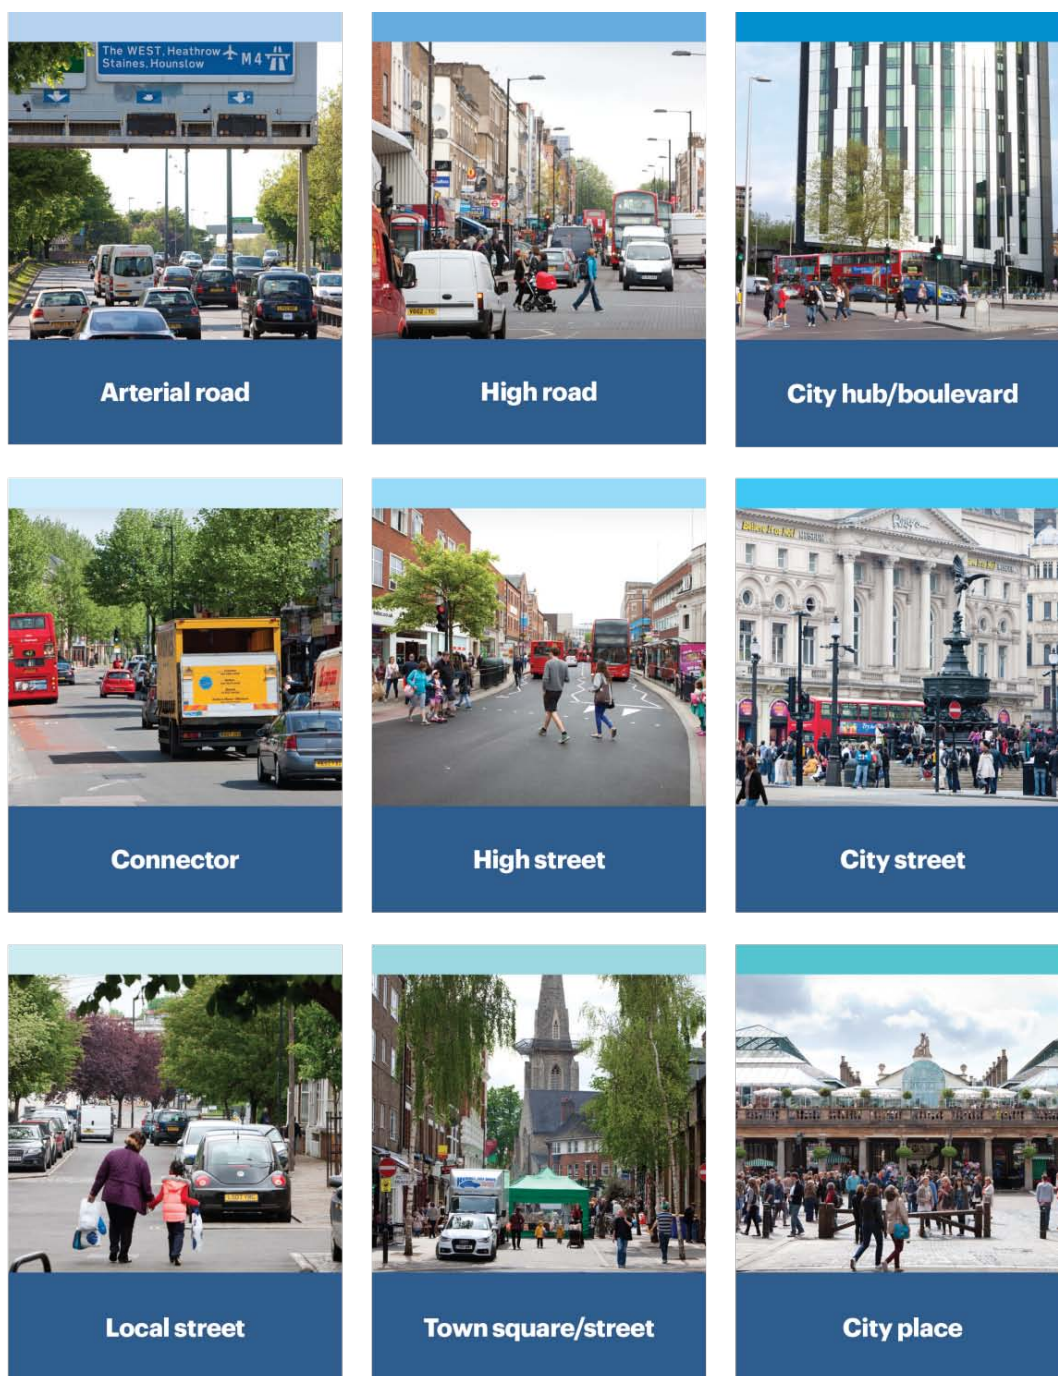 The WEST, Heathrow
Staines, Hounslow
M4
Arterial road
High road
City hub/boulevard
Connector
High street
Ripley's
City street
Local street
Town square/street
City place